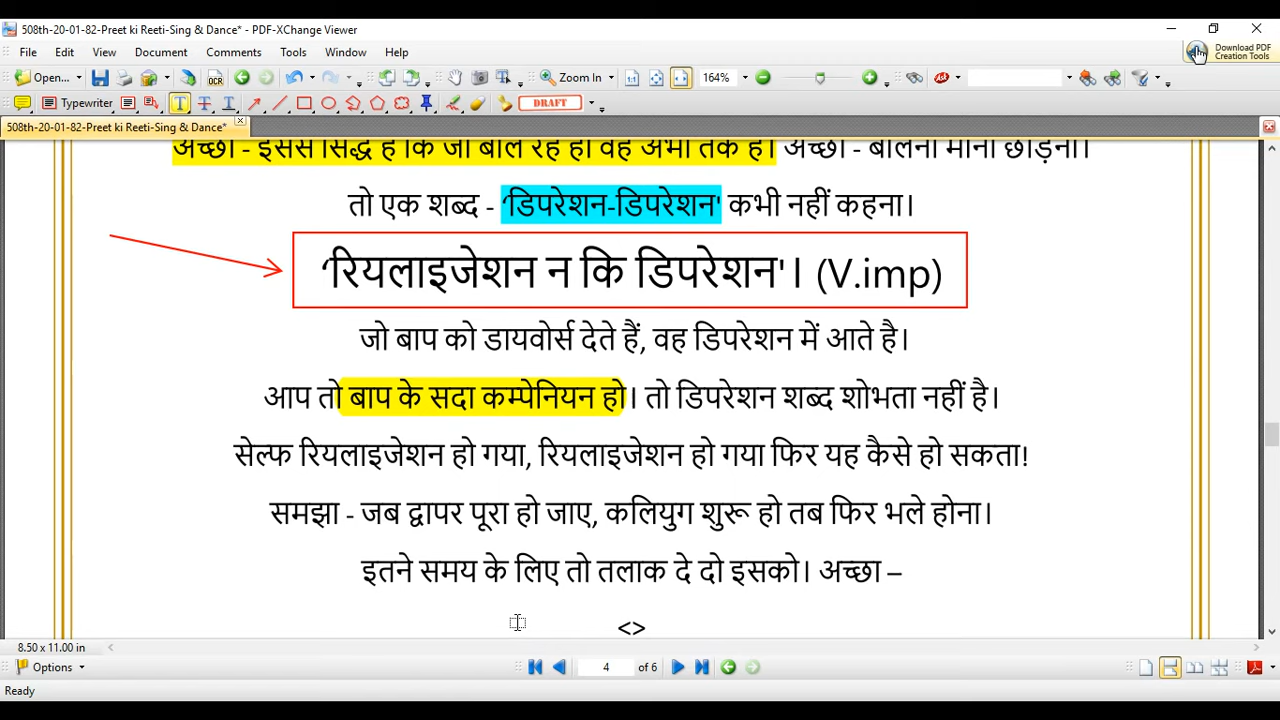 508th-20-01-82-Preet ki Reeti-Sing & Dance* - PDF-XChange Viewer
File Edit View Document Comments Tools Window Help
Download PDF Creation Tools
Open... OCR Zoom In 164%
Typewriter DRAFT
508th-20-01-82-Preet ki Reeti-Sing & Dance*
अच्छा - इससे सिद्ध है कि जो बोल रहे हो वह अभी तक है। अच्छा - बोलना माना छोड़ना।
तो एक शब्द - ‘डिपरेशन-डिपरेशन' कभी नहीं कहना।
‘रियलाइजेशन न कि डिपरेशन'। (V.imp)
जो बाप को डायवोर्स देते हैं, वह डिपरेशन में आते है।
आप तो बाप के सदा कम्पेनियन हो। तो डिपरेशन शब्द शोभता नहीं है।
सेल्फ रियलाइजेशन हो गया, रियलाइजेशन हो गया फिर यह कैसे हो सकता!
समझा - जब द्वापर पूरा हो जाए, कलियुग शुरू हो तब फिर भले होना।
इतने समय के लिए तो तलाक दे दो इसको। अच्छा –
<>
8.50 x 11.00 in
Options 4 of 6
Ready